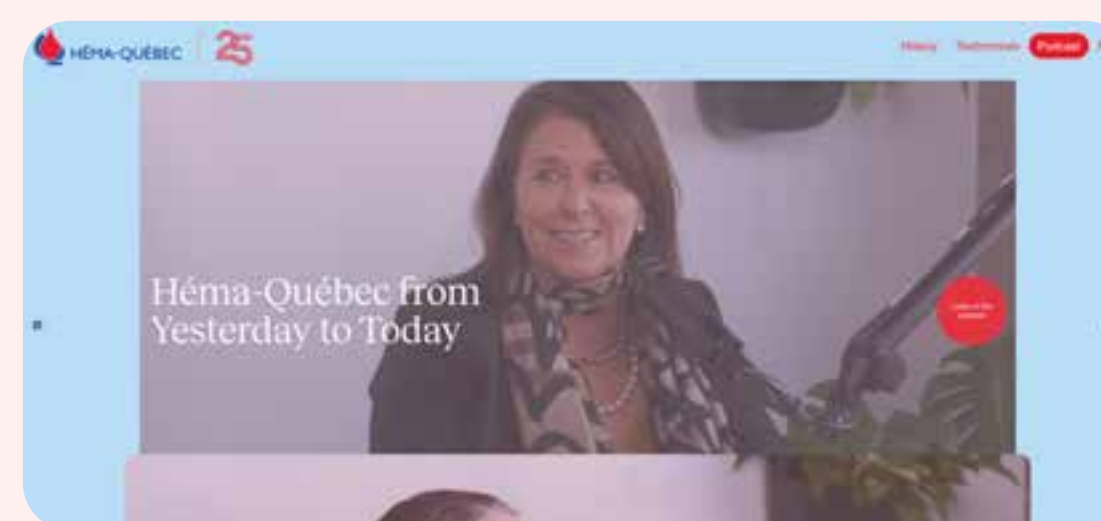 HÉMA-QUÉBEC
25
History Testimonials Podcast
Héma-Québec from
Yesterday to Today